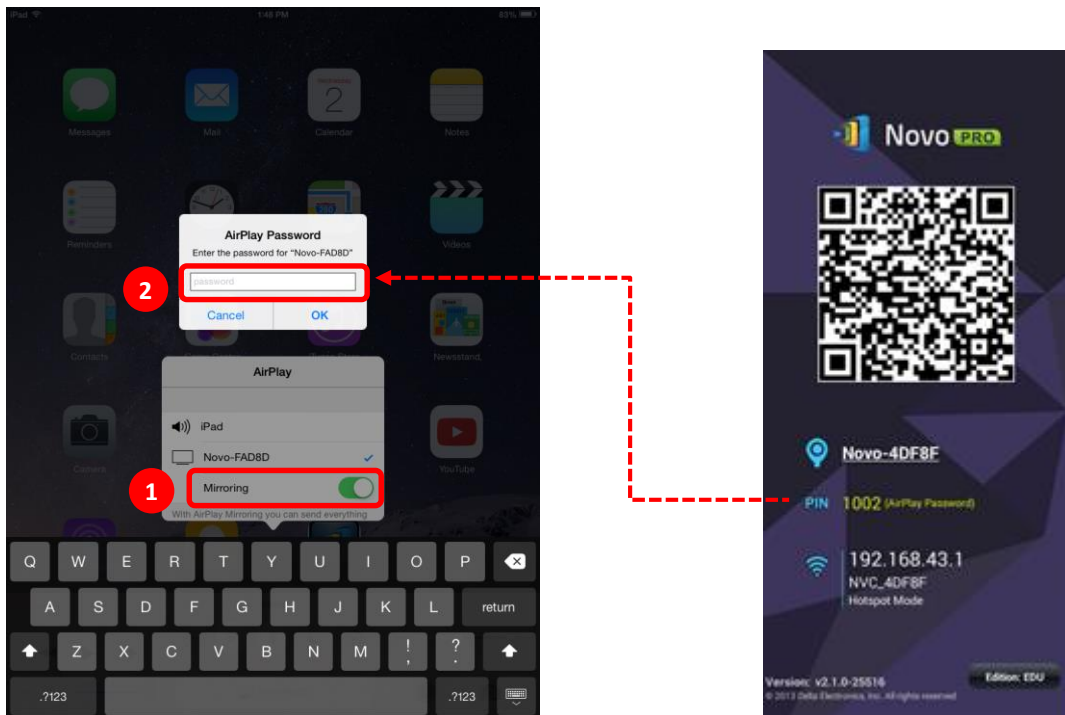 iPad
1:48 PM
83%
Messages
Mail
Calendar
2
Notes
Reminders
Videos
AirPlay Password
Enter the password for "Novo-FAD8D"
password
2
Cancel
OK
Contacts
Newsstand
AirPlay
iPad
Novo-FAD8D
Camera
YouTube
1
Mirroring
With AirPlay Mirroring you can send everything
Q W E R T Y U I O P
A S D F G H J K L return
Z X C V B N M ! , ? .
.?123 .?123
Novo PRO
Novo-4DF8F
PIN 1002 (AirPlay Password)
192.168.43.1
NVC_4DF8F
Hotspot Mode
Version: v2.1.0-25516
Edition: EDU
© 2013 Delta Electronics, Inc. All rights reserved